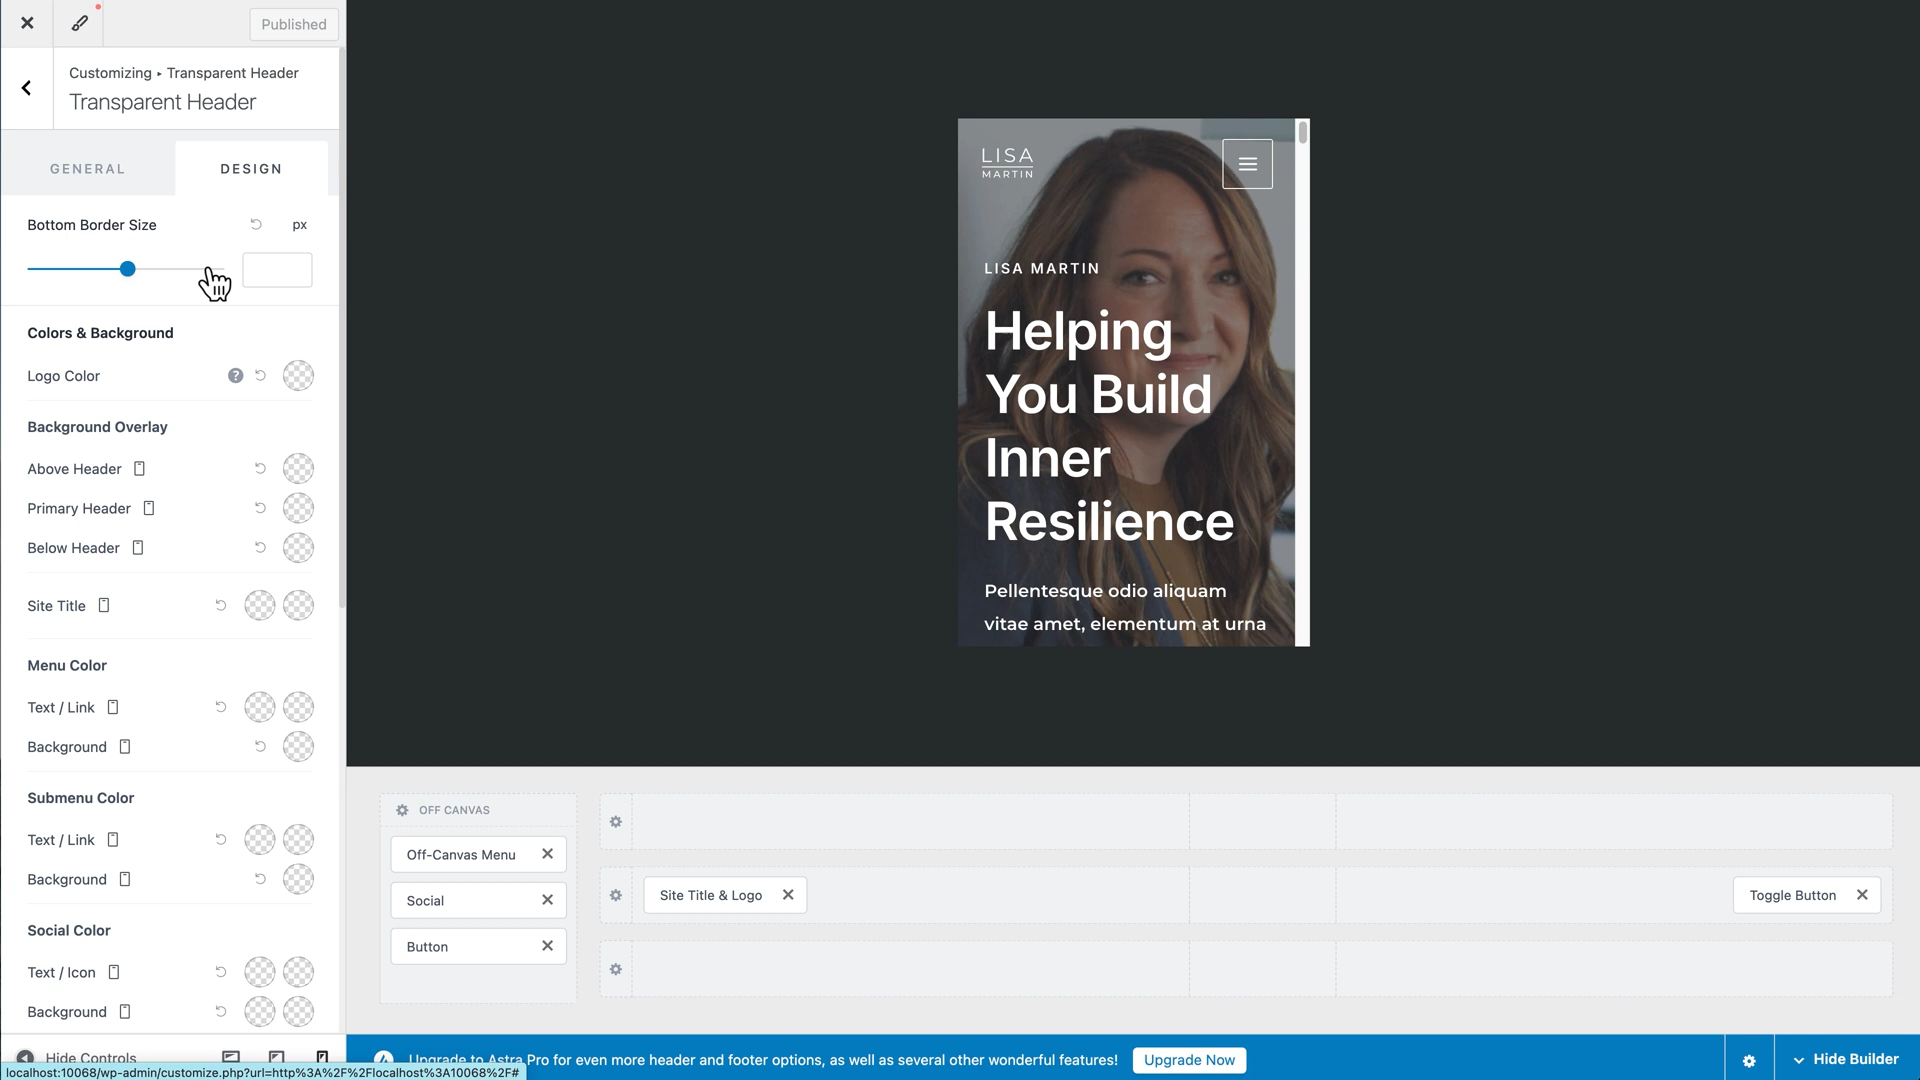 Published
Customizing ▸ Transparent Header
Transparent Header
GENERAL
DESIGN
Bottom Border Size
px
Colors & Background
Logo Color
?
Background Overlay
Above Header
Primary Header
Below Header
Site Title
Menu Color
Text / Link
Background
Submenu Color
Text / Link
Background
Social Color
Text / Icon
Background
Hide Controls
localhost:10068/wp-admin/customize.php?url=http%3A%2F%2Flocalhost%3A10068%2F#
LISA
MARTIN
LISA MARTIN
Helping
You Build
Inner
Resilience
Pellentesque odio aliquam
vitae amet, elementum at urna
OFF CANVAS
Off-Canvas Menu
Social
Button
Site Title & Logo
Toggle Button
Upgrade to Astra Pro for even more header and footer options, as well as several other wonderful features!
Upgrade Now
Hide Builder